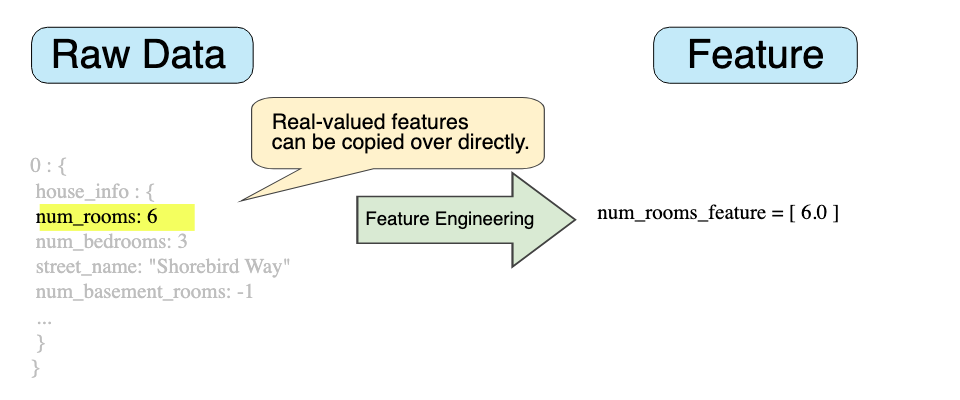 Raw Data
Feature
Real-valued features
can be copied over directly.
0 : {
house_info : {
num_rooms: 6
num_bedrooms: 3
street_name: "Shorebird Way"
num_basement_rooms: -1
...
}
}
Feature Engineering
num_rooms_feature = [ 6.0 ]